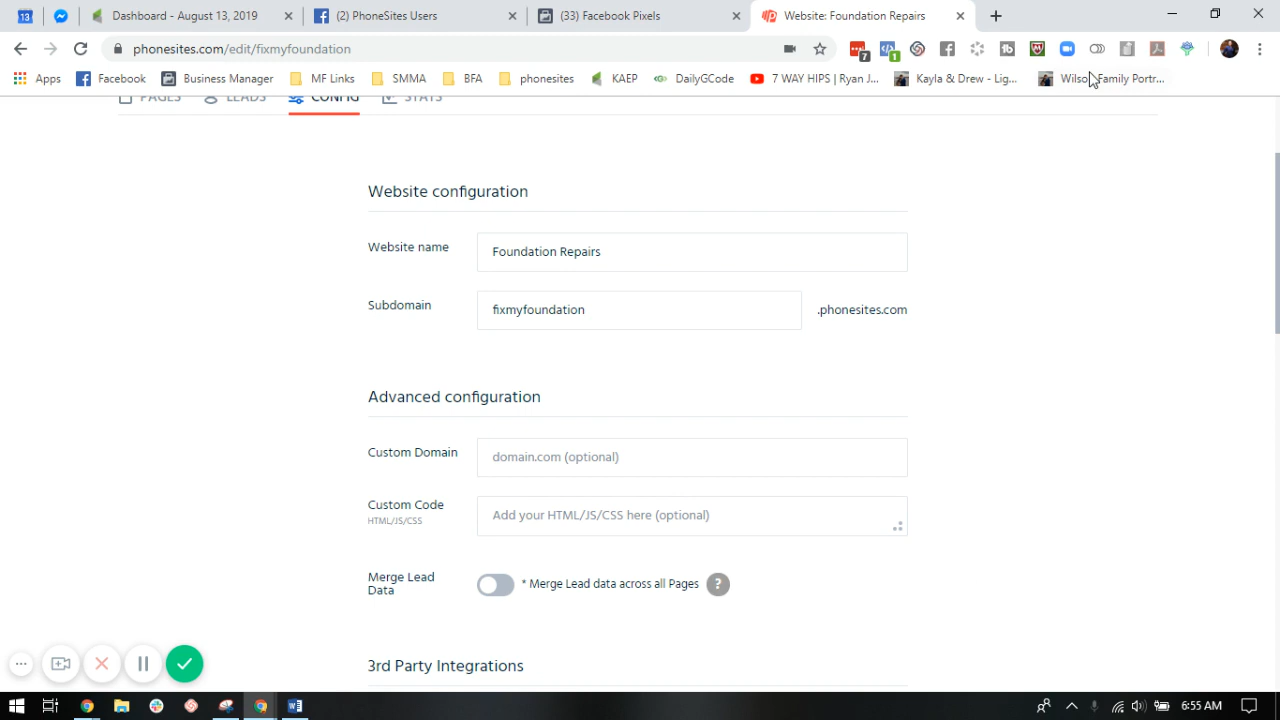 13
Dashboard - August 13, 2019
(2) PhoneSites Users
(33) Facebook Pixels
Website: Foundation Repairs
phonesites.com/edit/fixmyfoundation
7
1
tb
Apps
Facebook
Business Manager
MF Links
SMMA
BFA
phonesites
KAEP
DailyGCode
7 WAY HIPS | Ryan J...
Kayla & Drew - Lig...
Wilson Family Portr...
PAGES
LEADS
CONFIG
STATS
Website configuration
Website name
Foundation Repairs
Subdomain
fixmyfoundation
.phonesites.com
Advanced configuration
Custom Domain
domain.com (optional)
Custom Code
HTML/JS/CSS
Add your HTML/JS/CSS here (optional)
Merge Lead
Data
* Merge Lead data across all Pages
?
3rd Party Integrations
6:55 AM